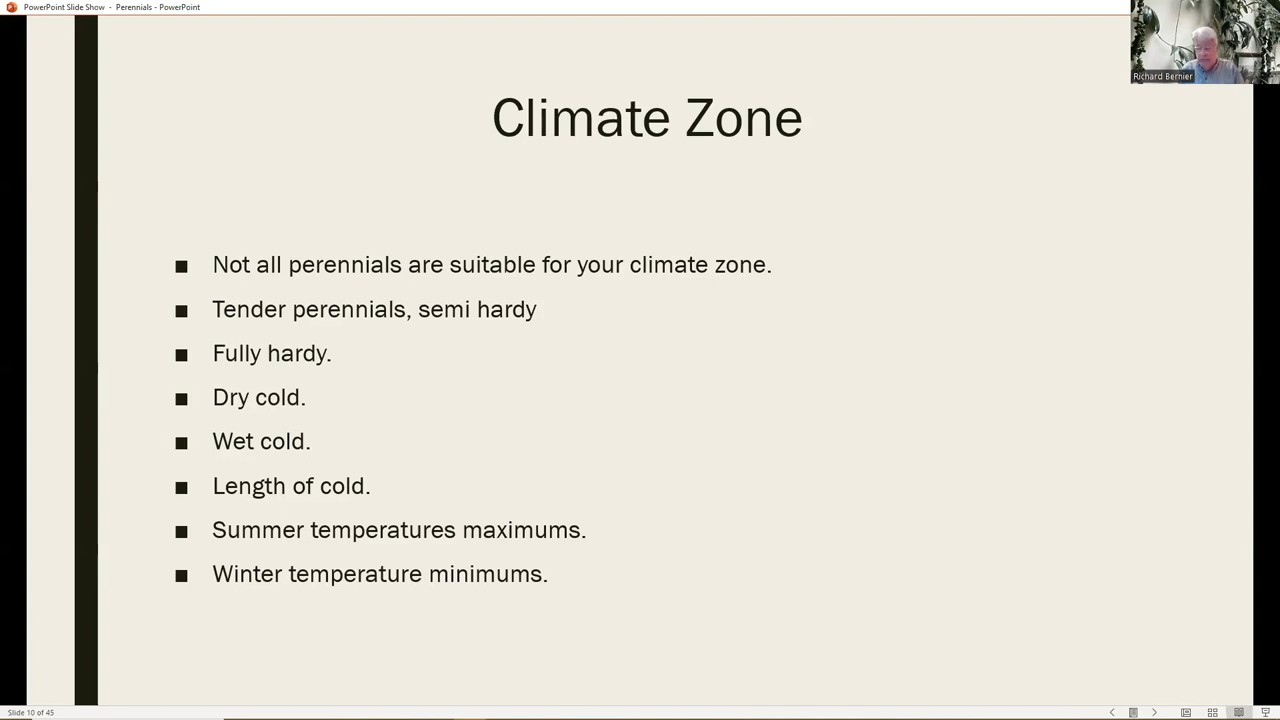 PowerPoint Slide Show - Perennials - PowerPoint
Richard Bernier
Climate Zone
■ Not all perennials are suitable for your climate zone.
■ Tender perennials, semi hardy
■ Fully hardy.
■ Dry cold.
■ Wet cold.
■ Length of cold.
■ Summer temperatures maximums.
■ Winter temperature minimums.
Slide 10 of 45